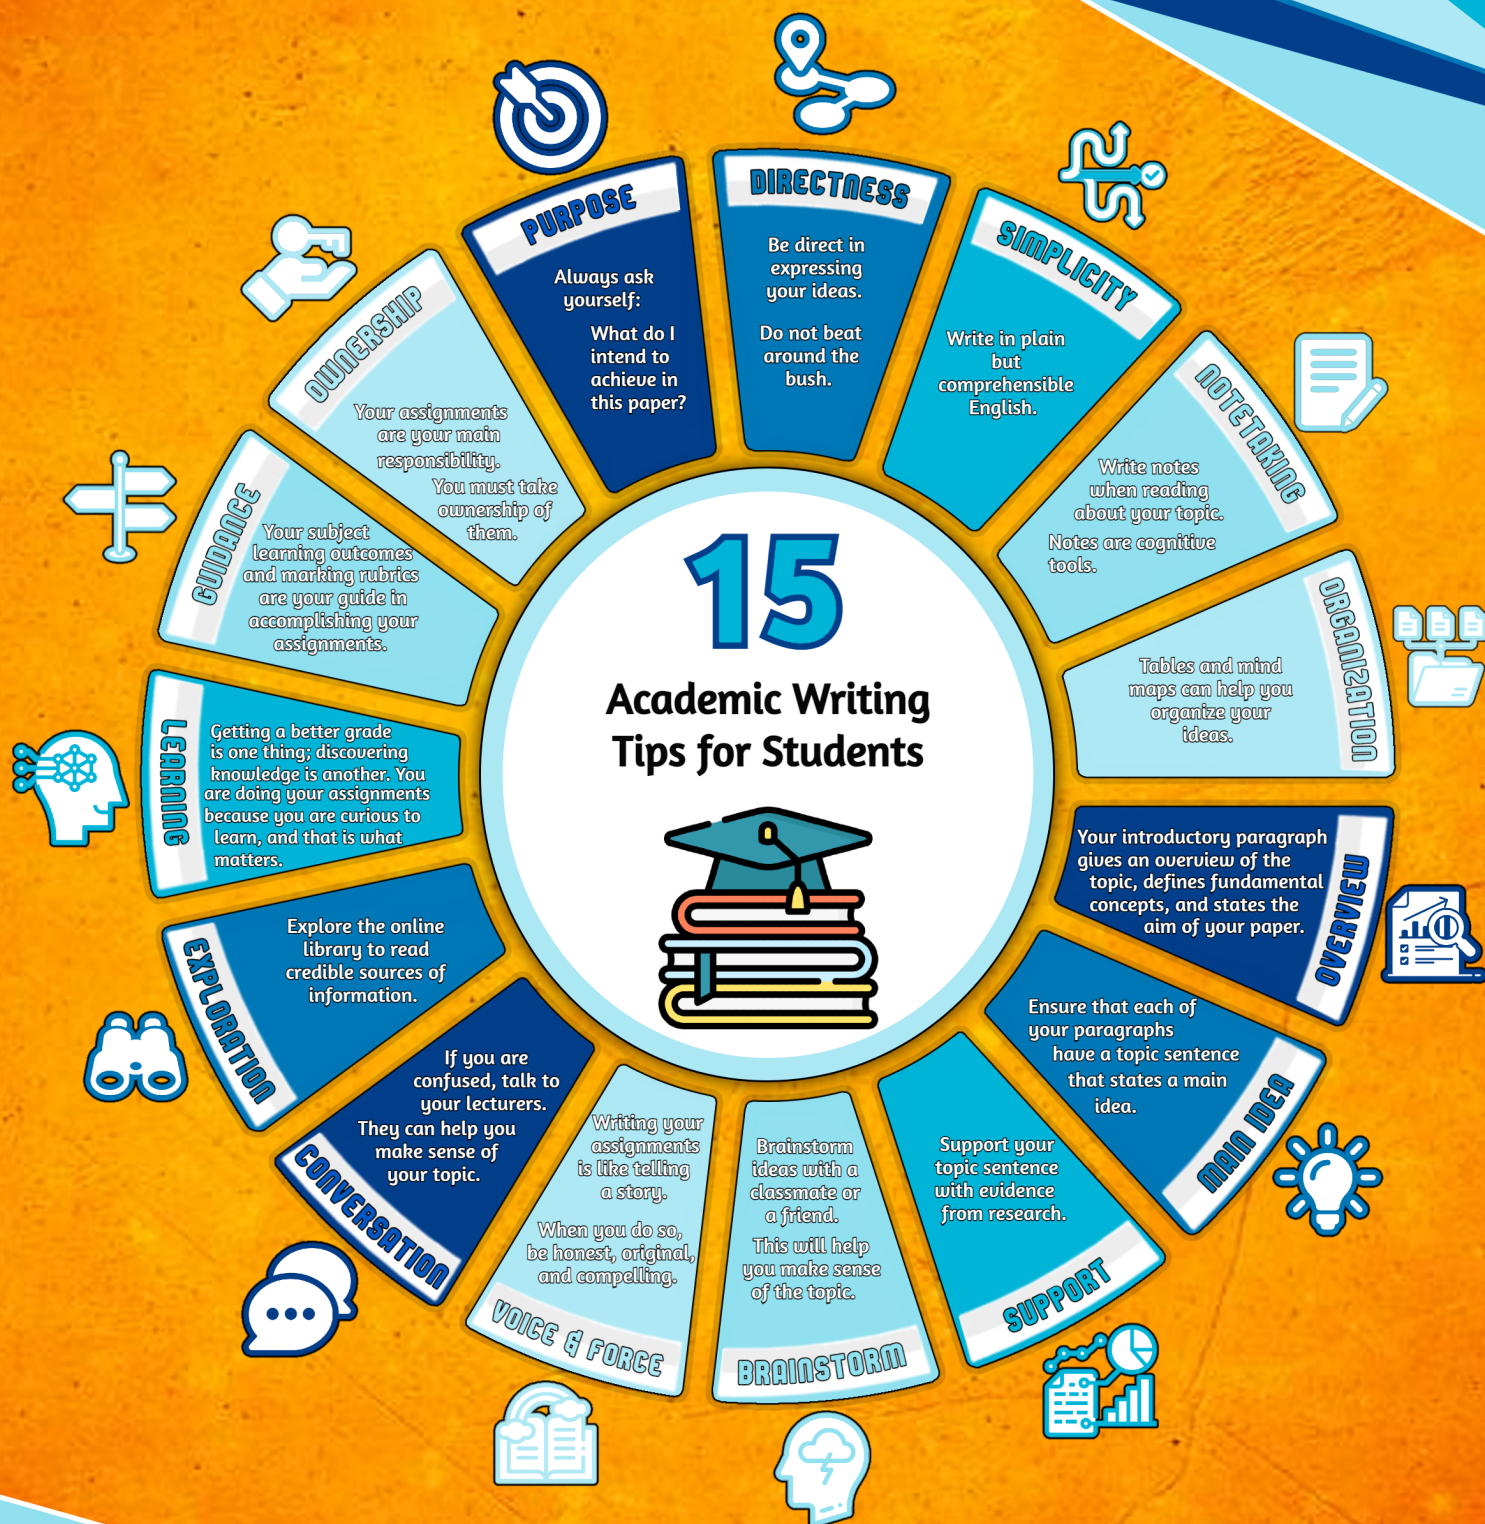 15
Academic Writing
Tips for Students
PURPOSE
Always ask
yourself:
What do I
intend to
achieve in
this paper?
DIRECTNESS
Be direct in
expressing
your ideas.
Do not beat
around the
bush.
SIMPLICITY
Write in plain
but
comprehensible
English.
NOTETAKING
Write notes
when reading
about your topic.
Notes are cognitive
tools.
ORGANIZATION
Tables and mind
maps can help you
organize your
ideas.
OVERVIEW
Your introductory paragraph
gives an overview of the
topic, defines fundamental
concepts, and states the
aim of your paper.
MAIN IDEA
Ensure that each of
your paragraphs
have a topic sentence
that states a main
idea.
SUPPORT
Support your
topic sentence
with evidence
from research.
BRAINSTORM
Brainstorm
ideas with a
classmate or
a friend.
This will help
you make sense
of the topic.
VOICE & FORCE
Writing your
assignments
is like telling
a story.
When you do so,
be honest, original,
and compelling.
CONVERSATION
If you are
confused, talk to
your lecturers.
They can help you
make sense of
your topic.
EXPLORATION
Explore the online
library to read
credible sources of
information.
LEARNING
Getting a better grade
is one thing; discovering
knowledge is another. You
are doing your assignments
because you are curious to
learn, and that is what
matters.
GUIDANCE
Your subject
learning outcomes
and marking rubrics
are your guide in
accomplishing your
assignments.
OWNERSHIP
Your assignments
are your main
responsibility.
You must take
ownership of
them.